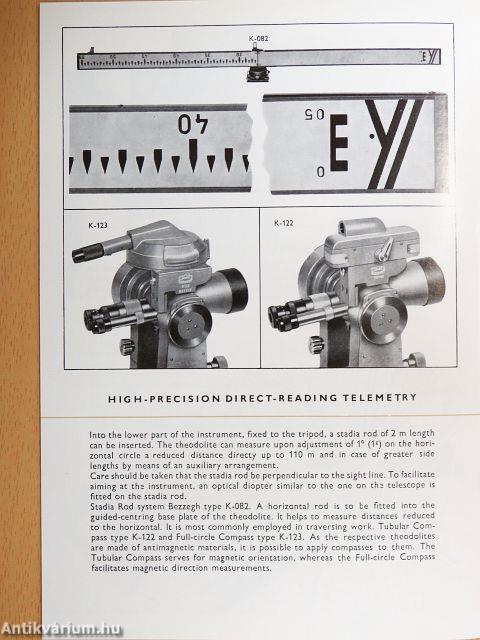 K-082
40
05
0
E
K-123
K-122
HIGH-PRECISION DIRECT-READING TELEMETRY
Into the lower part of the instrument, fixed to the tripod, a stadia rod of 2 m length
can be inserted. The theodolite can measure upon adjustment of 1° (1ᵍ) on the hori-
zontal circle a reduced distance directy up to 110 m and in case of greater side
lengths by means of an auxiliary arrangement.
Care should be taken that the stadia rod be perpendicular to the sight line. To facilitate
aiming at the instrument, an optical diopter similar to the one on the telescope is
fitted on the stadia rod.
Stadia Rod system Bezzegh type K-082. A horizontal rod is to be fitted into the
guided-centring base plate of the theodolite. It helps to measure distances reduced
to the horizontal. It is most commonly employed in traversing work. Tubular Com-
pass type K-122 and Full-circle Compass type K-123. As the recpective theodolites
are made of antimagnetic materials, it is possible to apply compasses to them. The
Tubular Compass serves for magnetic orientation, whereas the Full-circle Compass
facilitates magnetic direction measurements.
Antikvárium.hu